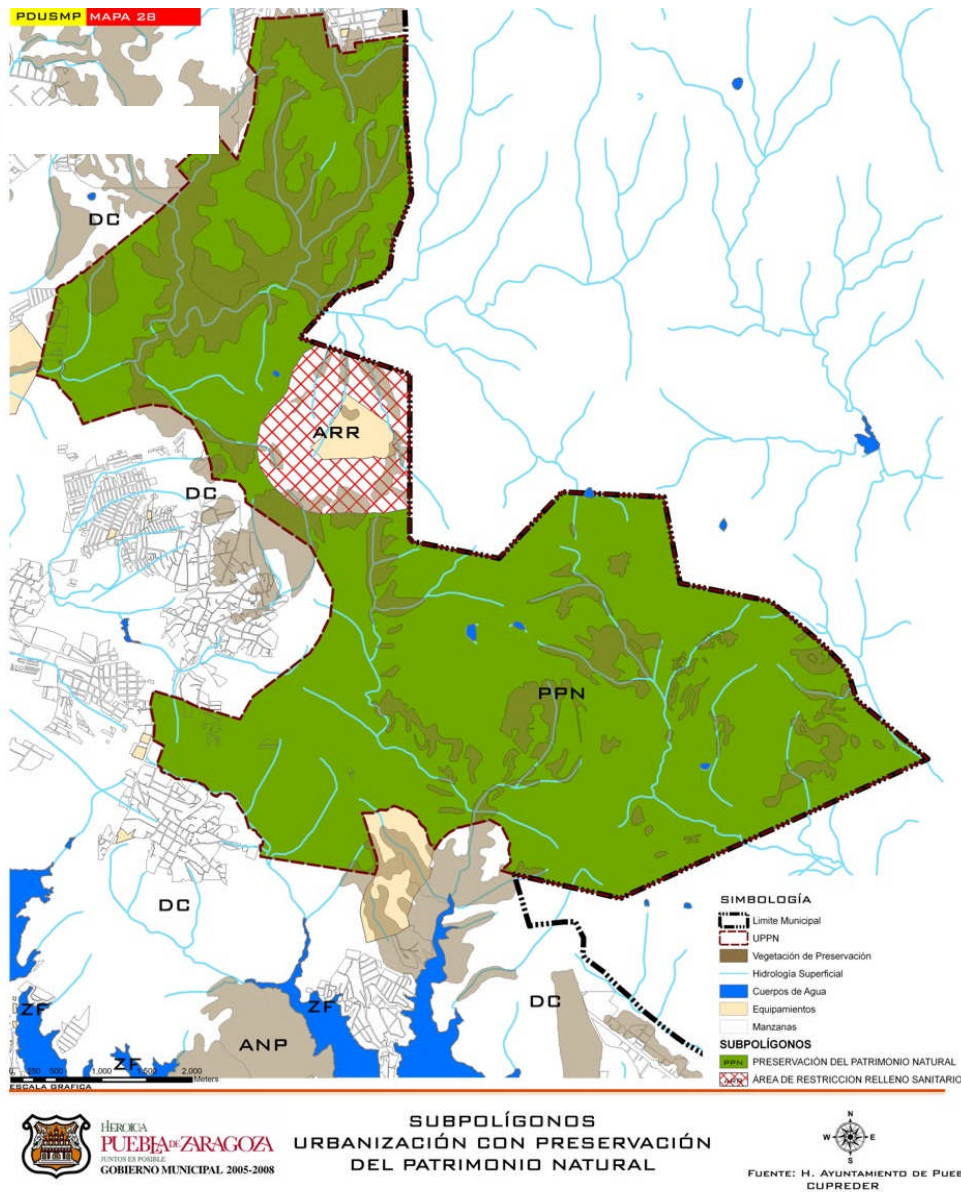 PDUSMP MAPA 28
DC
ARR
DC
PPN
DC
ZF
ZF
ZF
ANP
DC
0 250 500 1,000 1,500 2,000
Meters
ESCALA GRAFICA
SIMBOLOGÍA
Limite Municipal
UPPN
Vegetación de Preservación
Hidrología Superficial
Cuerpos de Agua
Equipamientos
Manzanas
SUBPOLÍGONOS
PPN PRESERVACIÓN DEL PATRIMONIO NATURAL
ARR ÁREA DE RESTRICCION RELLENO SANITARIO
HEROICA
PUEBLA DE ZARAGOZA
JUNTOS ES POSIBLE
GOBIERNO MUNICIPAL 2005-2008
SUBPOLÍGONOS
URBANIZACIÓN CON PRESERVACIÓN
DEL PATRIMONIO NATURAL
N
W E
S
FUENTE: H. AYUNTAMIENTO DE PUEB
CUPREDER